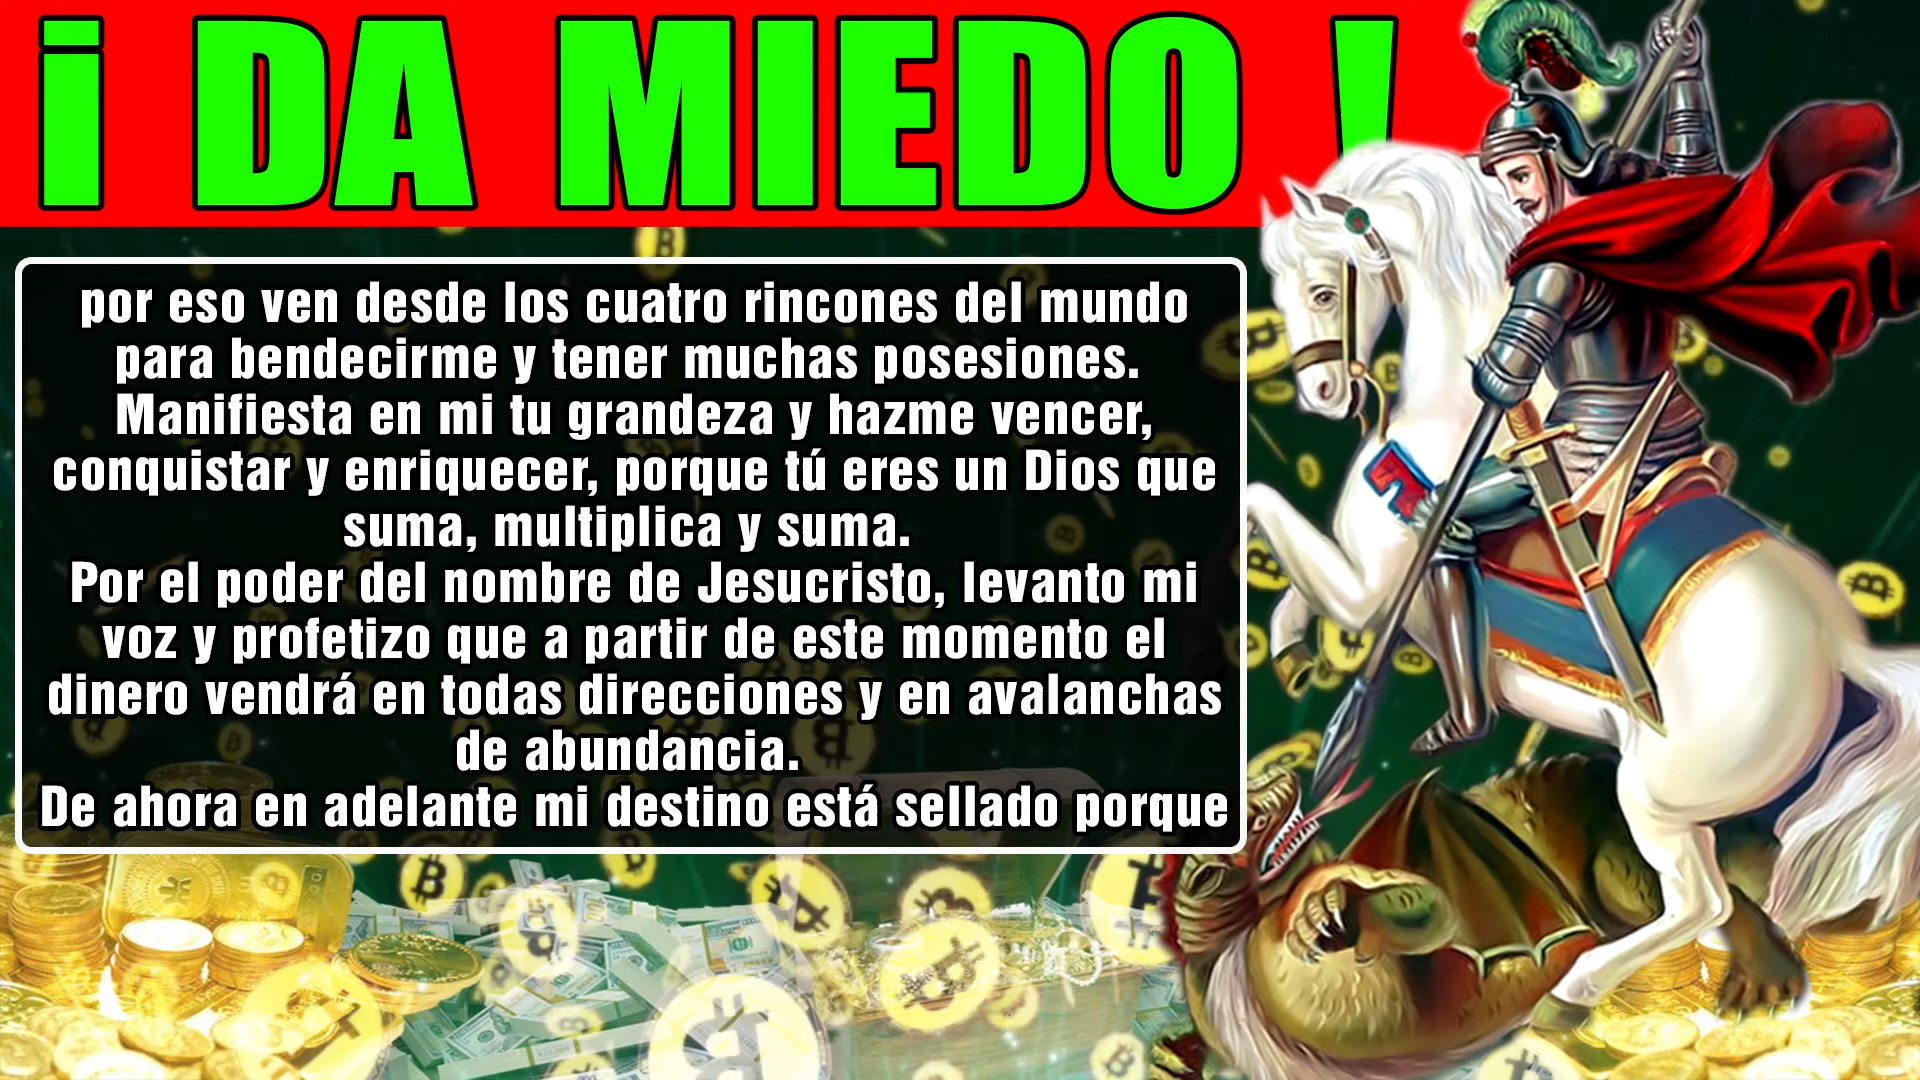 ¡ DA MIEDO !
por eso ven desde los cuatro rincones del mundo
para bendecirme y tener muchas posesiones.
Manifiesta en mi tu grandeza y hazme vencer,
conquistar y enriquecer, porque tú eres un Dios que
suma, multiplica y suma.
Por el poder del nombre de Jesucristo, levanto mi
voz y profetizo que a partir de este momento el
dinero vendrá en todas direcciones y en avalanchas
de abundancia.
De ahora en adelante mi destino está sellado porque